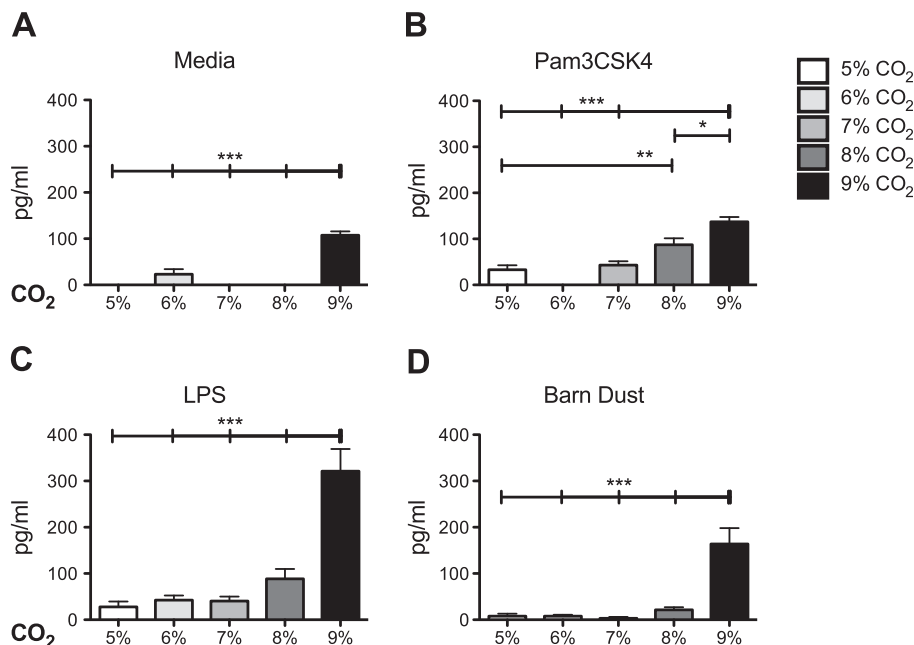 A
Media
400
300
200
100
0
pg/ml
***
CO2
5% 6% 7% 8% 9%
B
Pam3CSK4
400
300
200
100
0
pg/ml
***
*
**
5% 6% 7% 8% 9%
5% CO2
6% CO2
7% CO2
8% CO2
9% CO2
C
LPS
400
300
200
100
0
pg/ml
***
CO2
5% 6% 7% 8% 9%
D
Barn Dust
400
300
200
100
0
pg/ml
***
5% 6% 7% 8% 9%